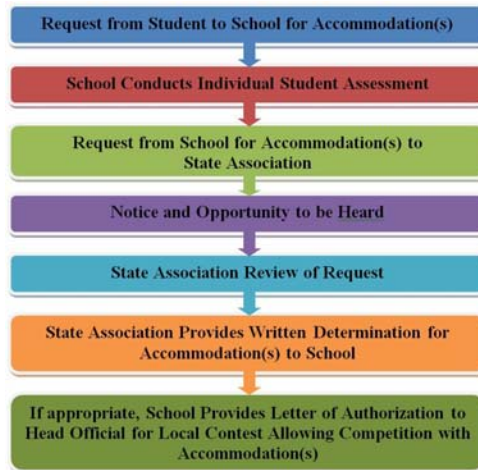 Request from Student to School for Accommodation(s)
School Conducts Individual Student Assessment
Request from School for Accommodation(s) to
State Association
Notice and Opportunity to be Heard
State Association Review of Request
State Association Provides Written Determination for
Accommodation(s) to School
If appropriate, School Provides Letter of Authorization to
Head Official for Local Contest Allowing Competition with
Accommodation(s)